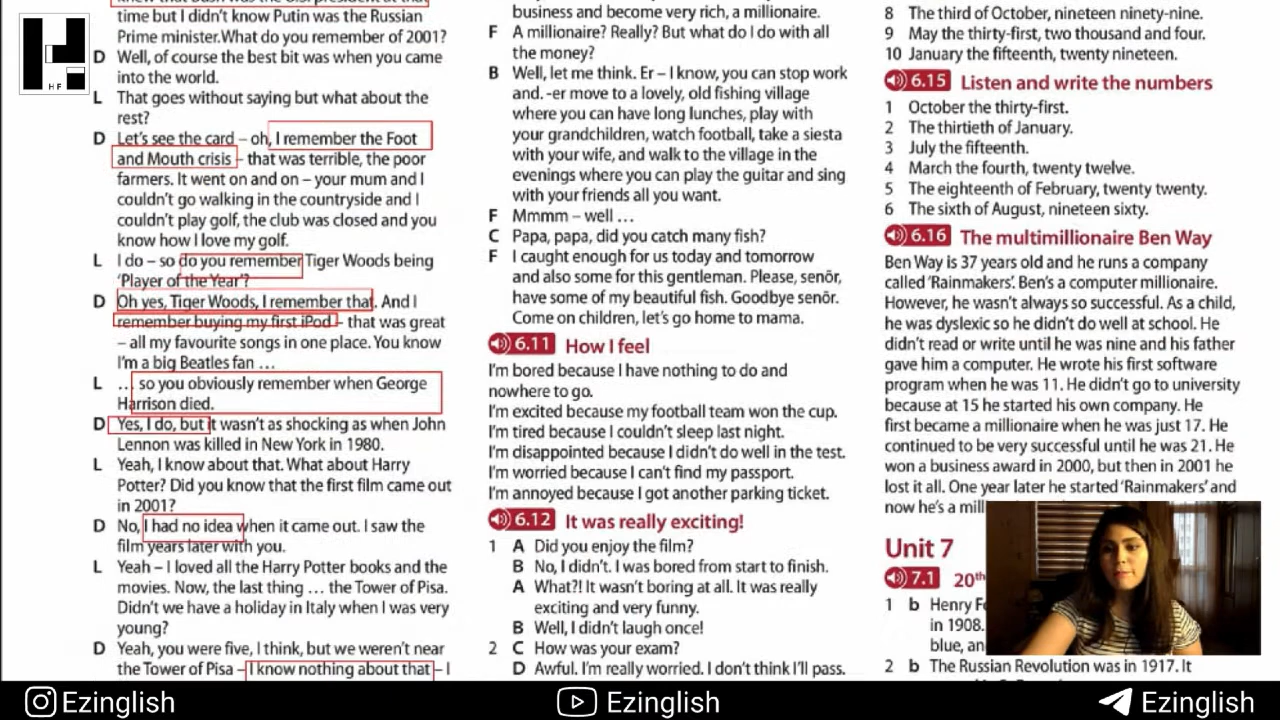 H F
knew that Bush was the U.S. president at that
time but I didn't know Putin was the Russian
Prime minister.What do you remember of 2001?
D Well, of course the best bit was when you came
into the world.
L That goes without saying but what about the
rest?
D Let's see the card – oh, I remember the Foot
and Mouth crisis – that was terrible, the poor
farmers. It went on and on – your mum and I
couldn't go walking in the countryside and I
couldn't play golf, the club was closed and you
know how I love my golf.
L I do – so do you remember Tiger Woods being
'Player of the Year'?
D Oh yes, Tiger Woods, I remember that. And I
remember buying my first iPod – that was great
– all my favourite songs in one place. You know
I'm a big Beatles fan …
L … so you obviously remember when George
Harrison died.
D Yes, I do, but it wasn't as shocking as when John
Lennon was killed in New York in 1980.
L Yeah, I know about that. What about Harry
Potter? Did you know that the first film came out
in 2001?
D No, I had no idea when it came out. I saw the
film years later with you.
L Yeah – I loved all the Harry Potter books and the
movies. Now, the last thing … the Tower of Pisa.
Didn't we have a holiday in Italy when I was very
young?
D Yeah, you were five, I think, but we weren't near
the Tower of Pisa – I know nothing about that – I
business and become very rich, a millionaire.
F A millionaire? Really? But what do I do with all
the money?
B Well, let me think. Er – I know, you can stop work
and. -er move to a lovely, old fishing village
where you can have long lunches, play with
your grandchildren, watch football, take a siesta
with your wife, and walk to the village in the
evenings where you can play the guitar and sing
with your friends all you want.
F Mmmm – well …
C Papa, papa, did you catch many fish?
F I caught enough for us today and tomorrow
and also some for this gentleman. Please, senõr,
have some of my beautiful fish. Goodbye senõr.
Come on children, let's go home to mama.
6.11 How I feel
I'm bored because I have nothing to do and
nowhere to go.
I'm excited because my football team won the cup.
I'm tired because I couldn't sleep last night.
I'm disappointed because I didn't do well in the test.
I'm worried because I can't find my passport.
I'm annoyed because I got another parking ticket.
6.12 It was really exciting!
1 A Did you enjoy the film?
B No, I didn't. I was bored from start to finish.
A What?! It wasn't boring at all. It was really
exciting and very funny.
B Well, I didn't laugh once!
2 C How was your exam?
D Awful. I'm really worried. I don't think I'll pass.
8 The third of October, nineteen ninety-nine.
9 May the thirty-first, two thousand and four.
10 January the fifteenth, twenty nineteen.
6.15 Listen and write the numbers
1 October the thirty-first.
2 The thirtieth of January.
3 July the fifteenth.
4 March the fourth, twenty twelve.
5 The eighteenth of February, twenty twenty.
6 The sixth of August, nineteen sixty.
6.16 The multimillionaire Ben Way
Ben Way is 37 years old and he runs a company
called 'Rainmakers'. Ben's a computer millionaire.
However, he wasn't always so successful. As a child,
he was dyslexic so he didn't do well at school. He
didn't read or write until he was nine and his father
gave him a computer. He wrote his first software
program when he was 11. He didn't go to university
because at 15 he started his own company. He
first became a millionaire when he was just 17. He
continued to be very successful until he was 21. He
won a business award in 2000, but then in 2001 he
lost it all. One year later he started 'Rainmakers' and
now he's a mill
Unit 7
7.1 20th
1 b Henry Fo
in 1908.
blue, an
2 b The Russian Revolution was in 1917. It
Ezinglish
Ezinglish
Ezinglish